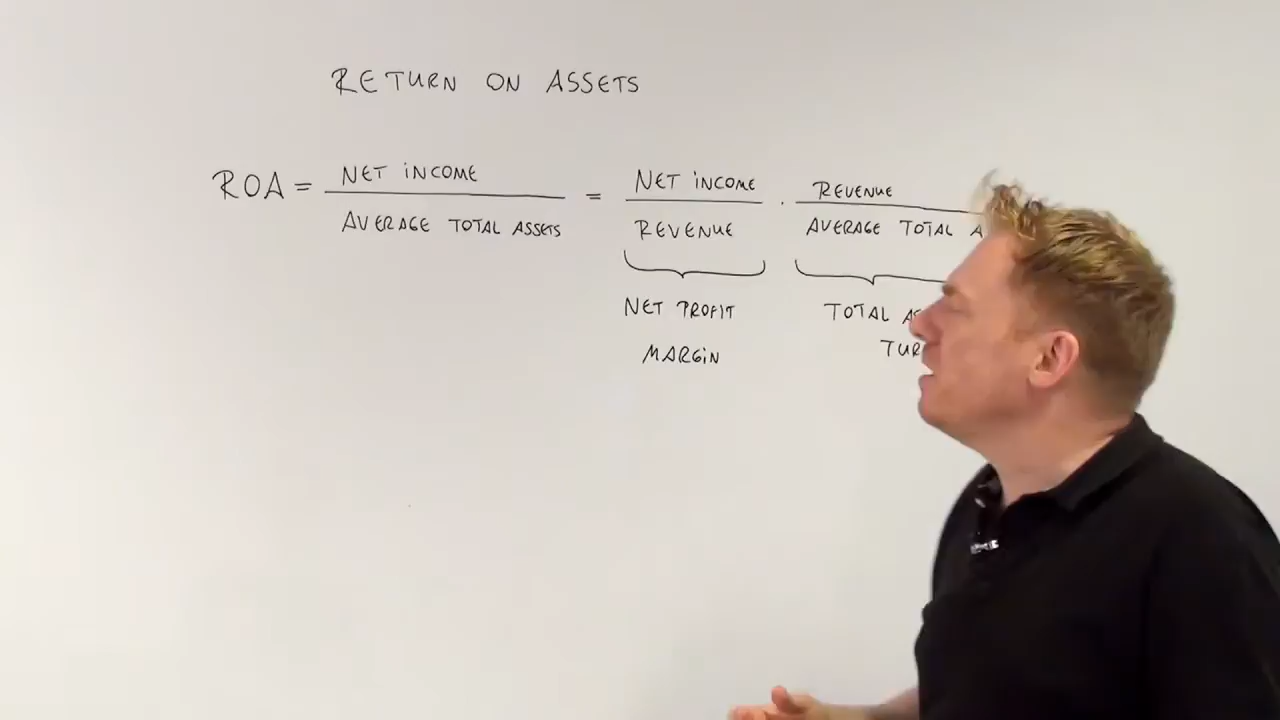 RETURN ON ASSETS
ROA = NET INCOME / AVERAGE TOTAL ASSETS = NET INCOME / REVENUE · REVENUE / AVERAGE TOTAL
NET PROFIT MARGIN
TOTAL